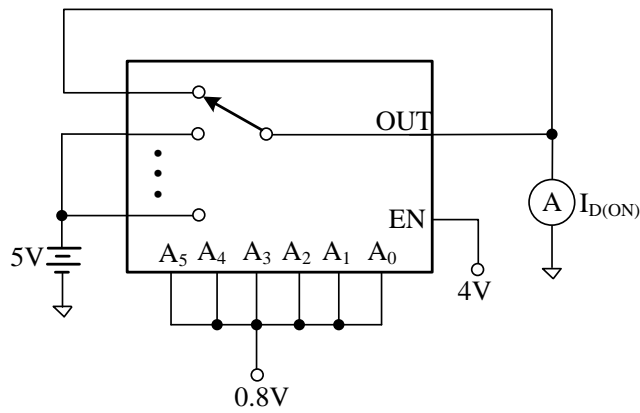 OUT
A I_D(ON)
EN
5V
A₅ A₄ A₃ A₂ A₁ A₀
4V
0.8V